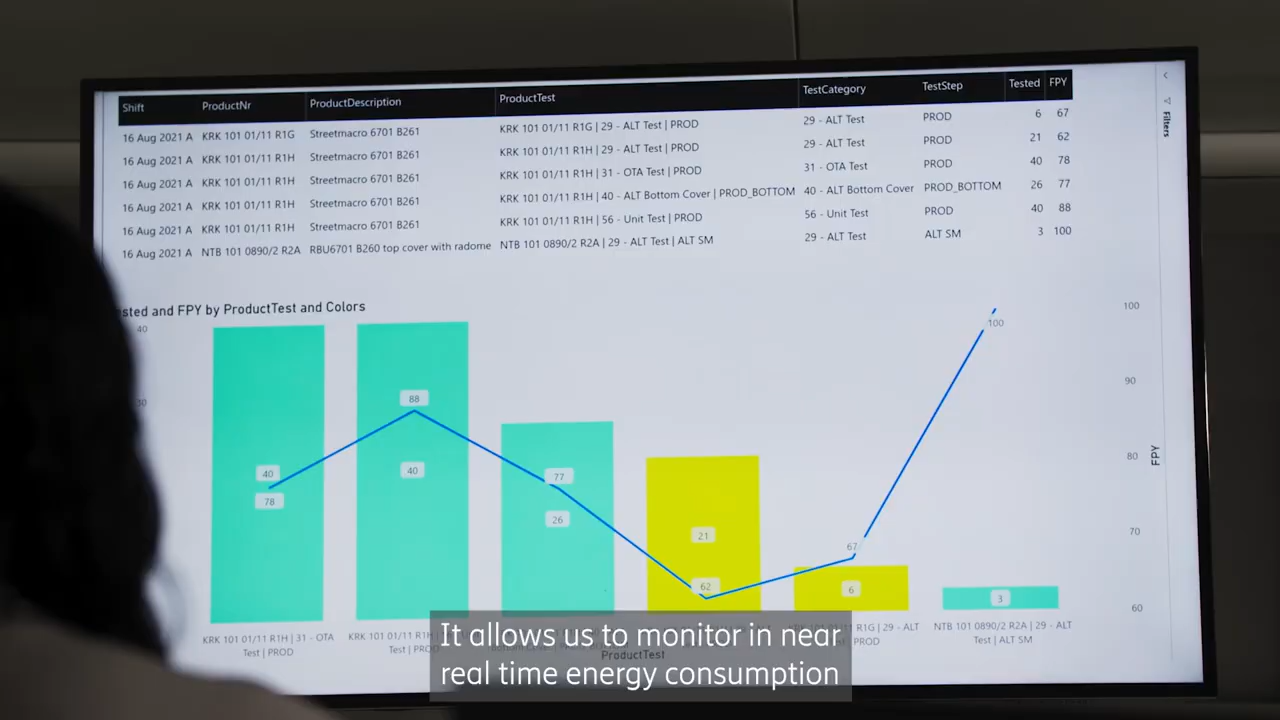 Shift ProductNr ProductDescription ProductTest TestCategory TestStep Tested FPY
16 Aug 2021 A KRK 101 01/11 R1G Streetmacro 6701 B261 KRK 101 01/11 R1G | 29 - ALT Test | PROD 29 - ALT Test PROD 6 67
16 Aug 2021 A KRK 101 01/11 R1H Streetmacro 6701 B261 KRK 101 01/11 R1H | 29 - ALT Test | PROD 29 - ALT Test PROD 21 62
16 Aug 2021 A KRK 101 01/11 R1H Streetmacro 6701 B261 KRK 101 01/11 R1H | 31 - OTA Test | PROD 31 - OTA Test PROD 40 78
16 Aug 2021 A KRK 101 01/11 R1H Streetmacro 6701 B261 KRK 101 01/11 R1H | 40 - ALT Bottom Cover | PROD_BOTTOM 40 - ALT Bottom Cover PROD_BOTTOM 26 77
16 Aug 2021 A KRK 101 01/11 R1H Streetmacro 6701 B261 KRK 101 01/11 R1H | 56 - Unit Test | PROD 56 - Unit Test PROD 40 88
16 Aug 2021 A NTB 101 0890/2 R2A RBU6701 B260 top cover with radome NTB 101 0890/2 R2A | 29 - ALT Test | ALT SM 29 - ALT Test ALT SM 3 100
Filters
sted and FPY by ProductTest and Colors
40
30
100
90
80
70
60
FPY
40
78
88
40
77
26
21
62
67
6
100
3
KRK 101 01/11 R1H | 31 - OTA
Test | PROD
KRK 101 01/11 R1H
Test | PROD
R1G | 29 - ALT
PROD
NTB 101 0890/2 R2A | 29 - ALT
Test | ALT SM
ProductTest
It allows us to monitor in near
real time energy consumption